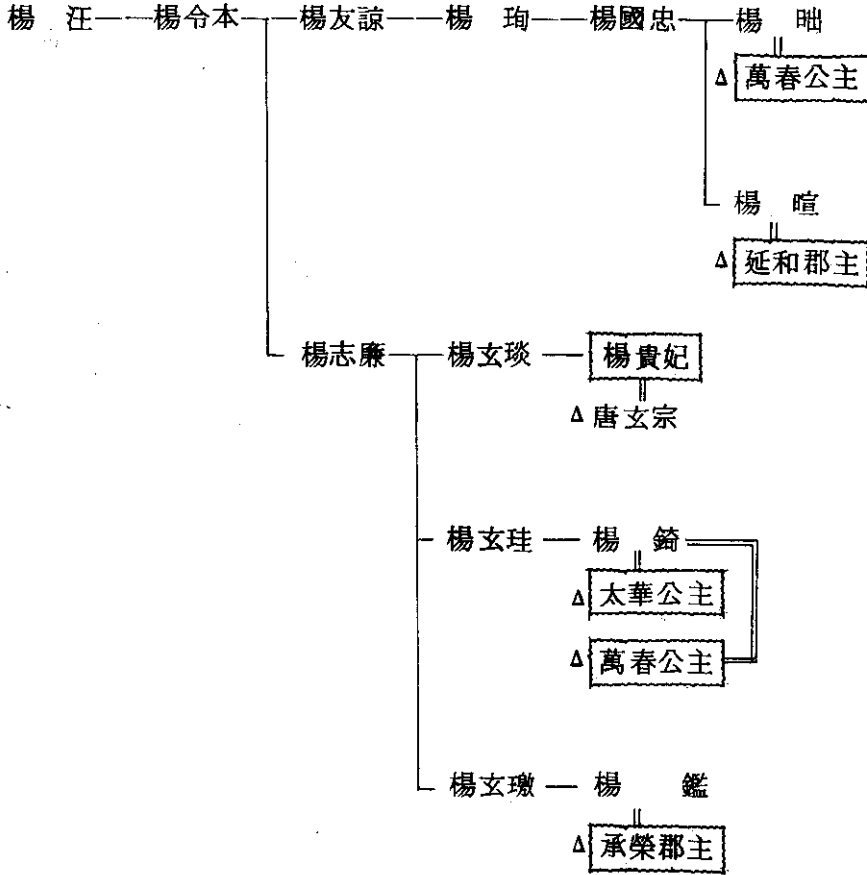 楊 汪 楊令本 楊友諒 楊 珣 楊國忠 楊 昢
Δ 萬春公主
楊 暄
Δ 延和郡主
楊志廉 楊玄琰 楊貴妃
Δ 唐玄宗
楊玄珪 楊 錡
Δ 太華公主
Δ 萬春公主
楊玄璬 楊 鑑
Δ 承榮郡主